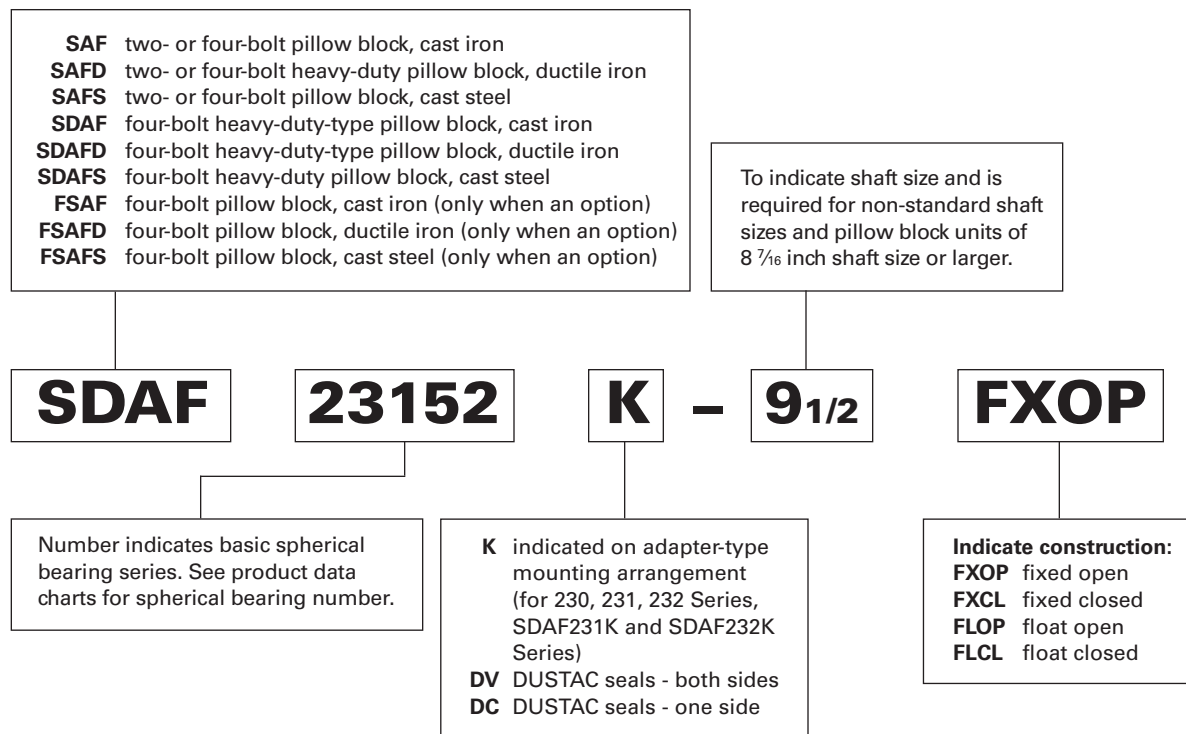 SAF two- or four-bolt pillow block, cast iron
SAFD two- or four-bolt heavy-duty pillow block, ductile iron
SAFS two- or four-bolt pillow block, cast steel
SDAF four-bolt heavy-duty-type pillow block, cast iron
SDAFD four-bolt heavy-duty-type pillow block, ductile iron
SDAFS four-bolt heavy-duty pillow block, cast steel
FSAF four-bolt pillow block, cast iron (only when an option)
FSAFD four-bolt pillow block, ductile iron (only when an option)
FSAFS four-bolt pillow block, cast steel (only when an option)
To indicate shaft size and is
required for non-standard shaft
sizes and pillow block units of
8 7/16 inch shaft size or larger.
SDAF 23152 K – 9 1/2 FXOP
Number indicates basic spherical
bearing series. See product data
charts for spherical bearing number.
K indicated on adapter-type
mounting arrangement
(for 230, 231, 232 Series,
SDAF231K and SDAF232K
Series)
DV DUSTAC seals - both sides
DC DUSTAC seals - one side
Indicate construction:
FXOP fixed open
FXCL fixed closed
FLOP float open
FLCL float closed